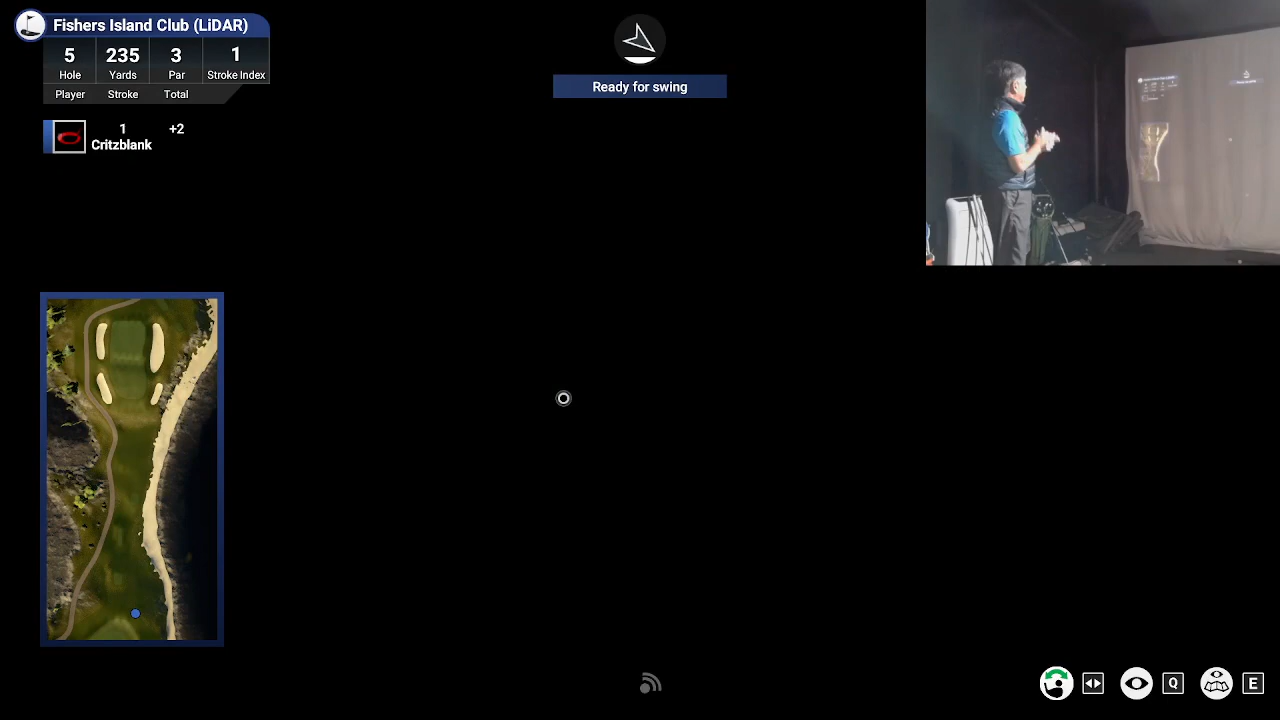 Fishers Island Club (LiDAR)
5 235 3 1
Hole Yards Par Stroke Index
Player Stroke Total
1 +2
Critzblank
Ready for swing
Q E